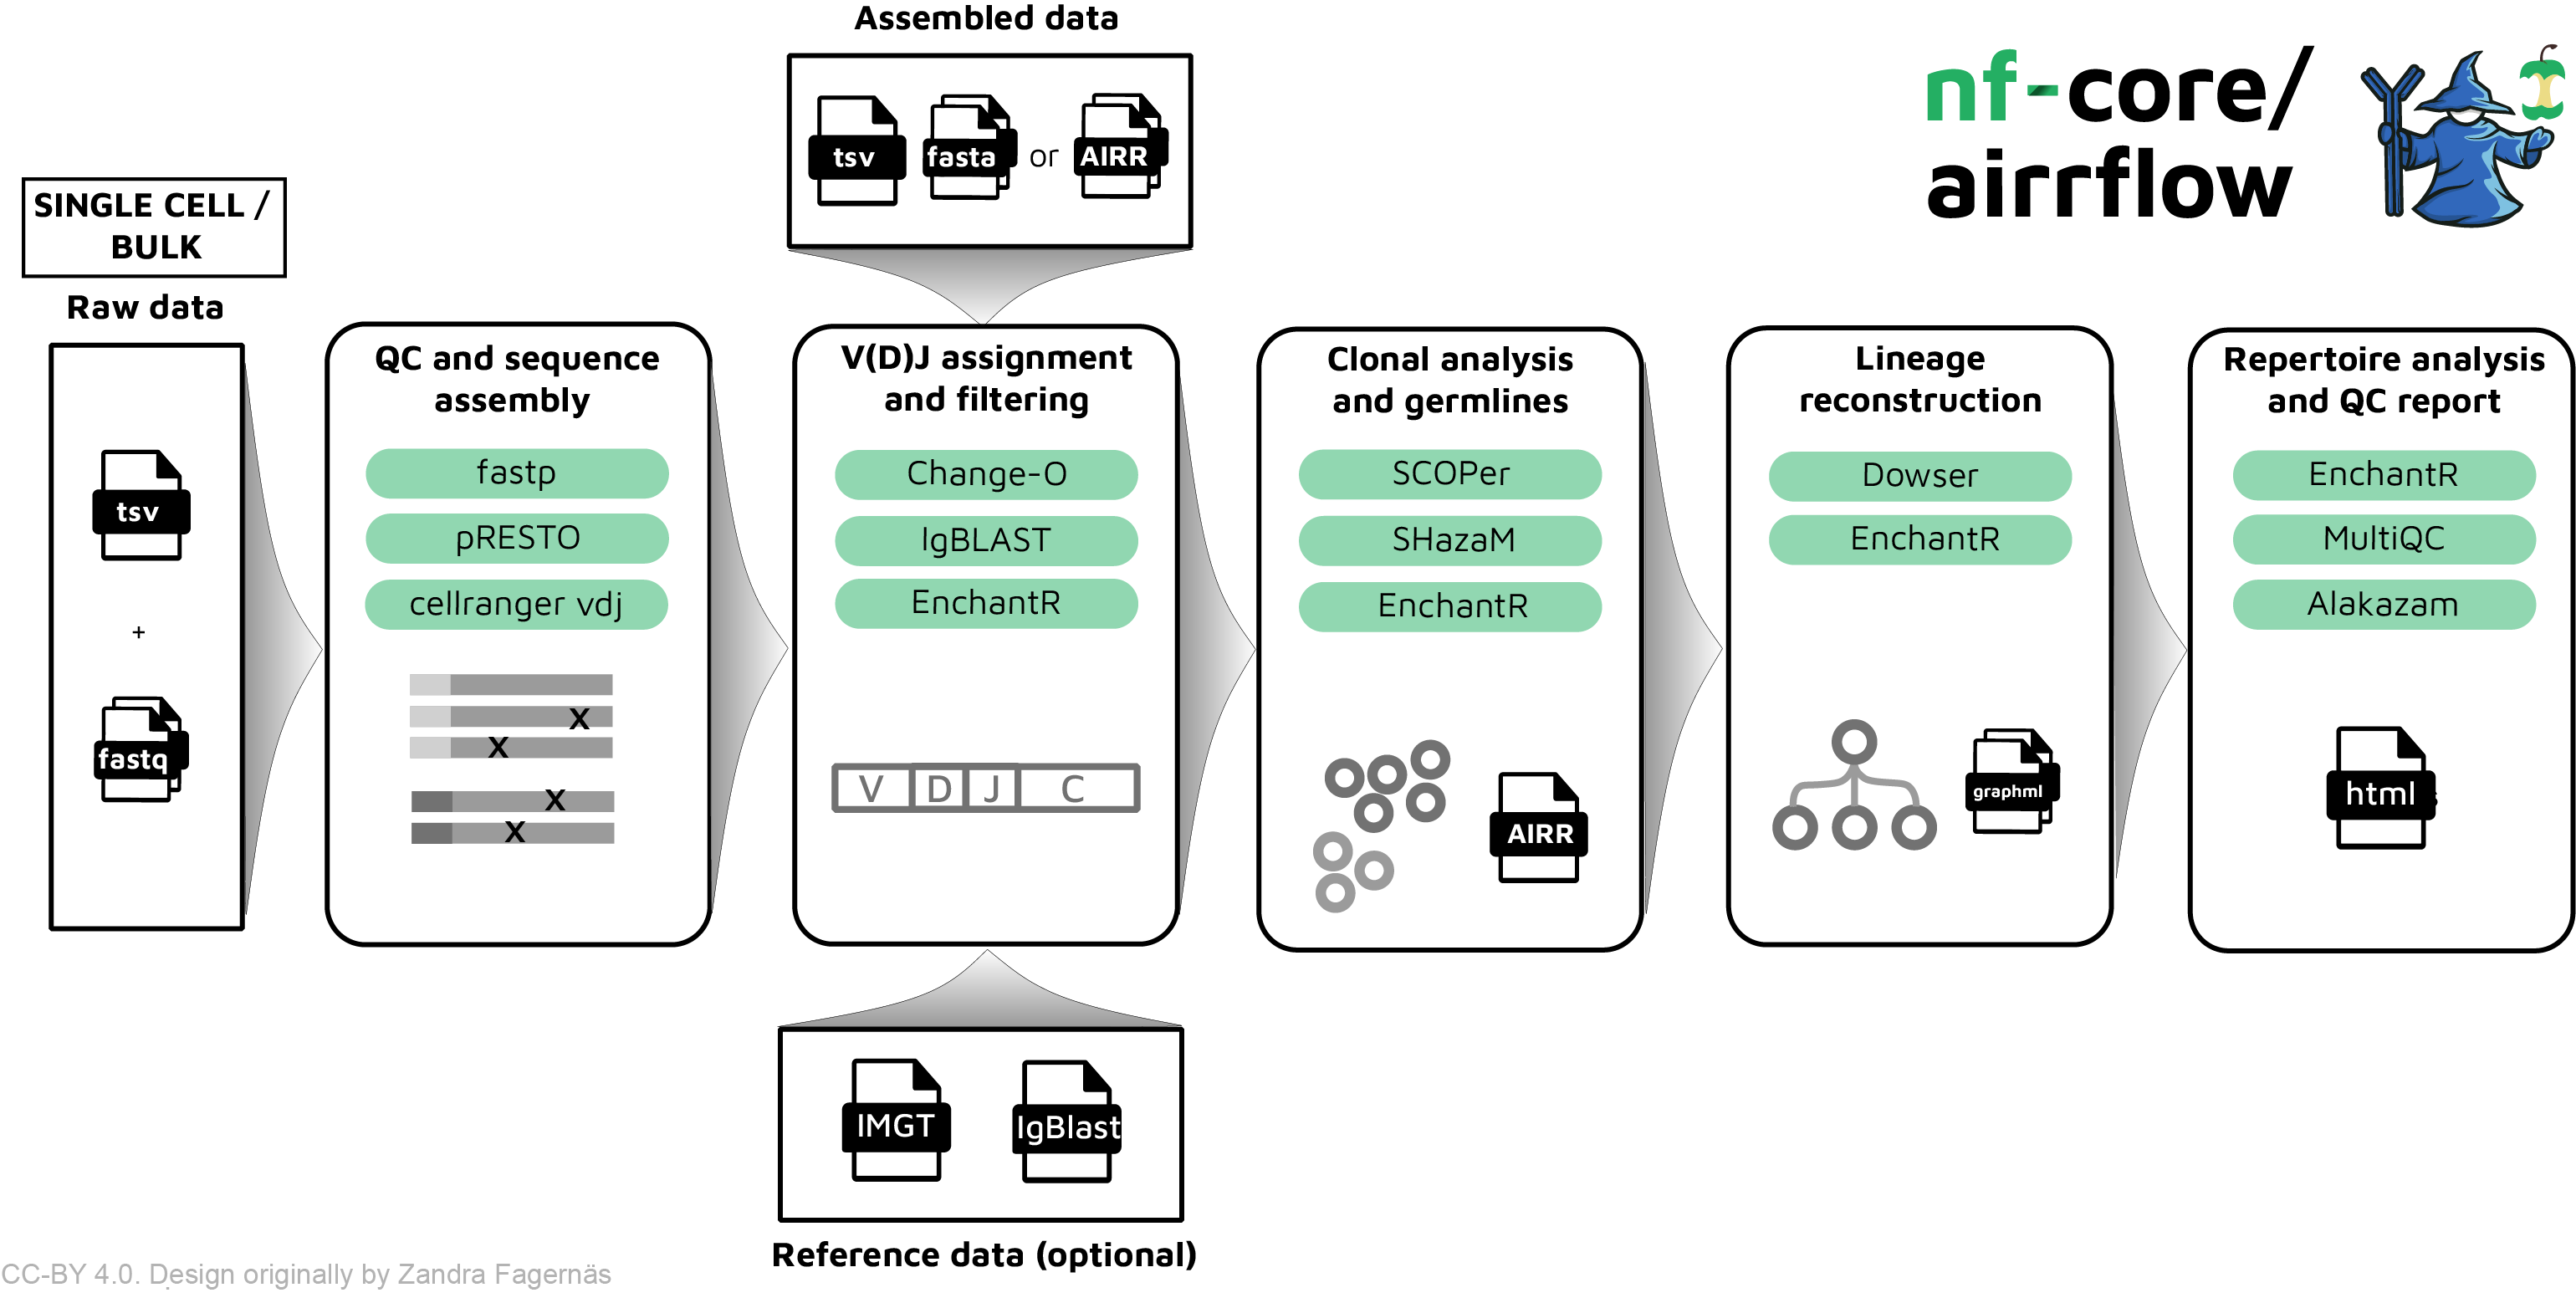 Assembled data
tsv
fasta
or
AIRR
nf-core/
airrflow
SINGLE CELL /
BULK
Raw data
tsv
+
fastq
QC and sequence
assembly
fastp
pRESTO
cellranger vdj
X
X
X
X
V(D)J assignment
and filtering
Change-O
IgBLAST
EnchantR
V D J C
Clonal analysis
and germlines
SCOPer
SHazaM
EnchantR
AIRR
Lineage
reconstruction
Dowser
EnchantR
graphml
Repertoire analysis
and QC report
EnchantR
MultiQC
Alakazam
html
IMGT
IgBlast
Reference data (optional)
CC-BY 4.0. Design originally by Zandra Fagernäs